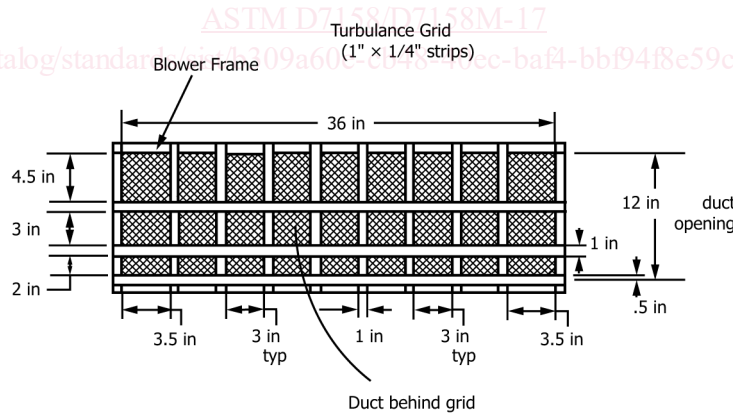 ASTM D7158/D7158M-17
Turbulance Grid
(1" × 1/4" strips)
Blower Frame
36 in
4.5 in
3 in
2 in
12 in
duct
opening
1 in
.5 in
3.5 in
3 in
typ
1 in
3 in
typ
3.5 in
Duct behind grid